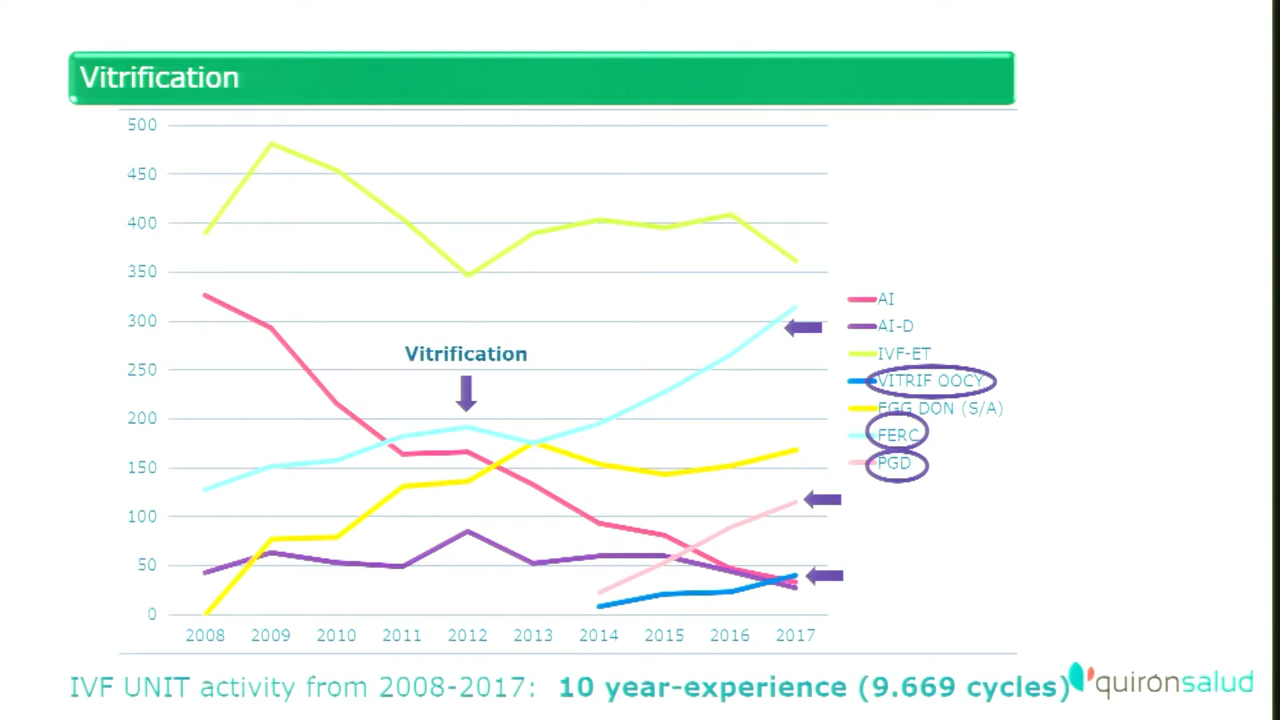 Vitrification
500
450
400
350
300
250
200
150
100
50
0
Vitrification
AI
AI-D
IVF-ET
VITRIF OOCY
EGG DON (S/A)
FERC
PGD
2008 2009 2010 2011 2012 2013 2014 2015 2016 2017
IVF UNIT activity from 2008-2017: 10 year-experience (9.669 cycles)
quirónsalud